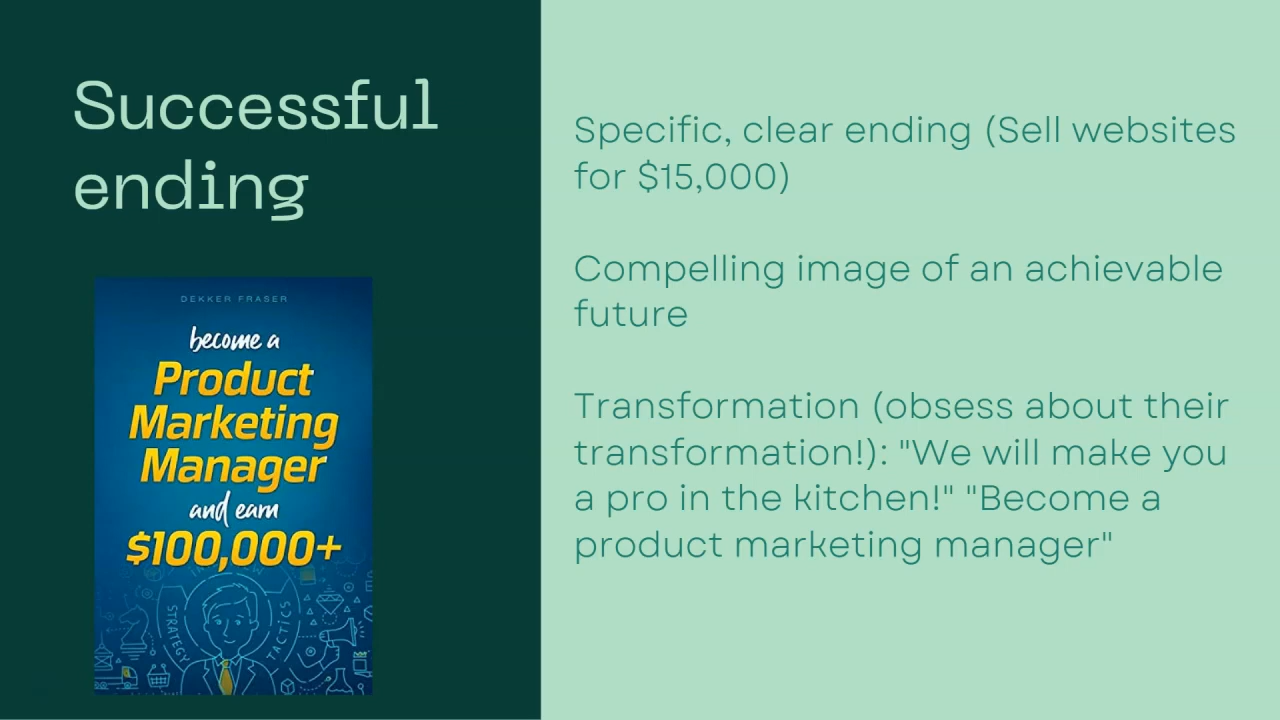 Successful
ending
DEKKER FRASER
become a
Product
Marketing
Manager
and earn
$100,000+
STRATEGY
TACTICS
Specific, clear ending (Sell websites
for $15,000)
Compelling image of an achievable
future
Transformation (obsess about their
transformation!): "We will make you
a pro in the kitchen!" "Become a
product marketing manager"